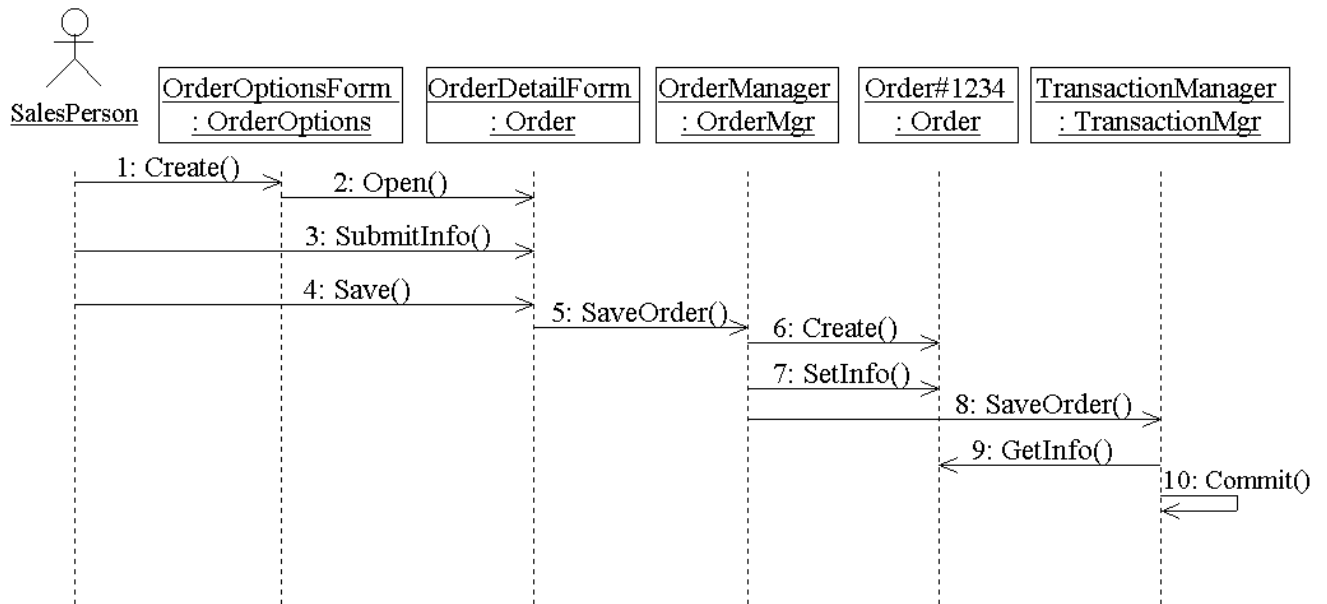 SalesPerson
OrderOptionsForm
: OrderOptions
OrderDetailForm
: Order
OrderManager
: OrderMgr
Order#1234
: Order
TransactionManager
: TransactionMgr
1: Create()
2: Open()
3: SubmitInfo()
4: Save()
5: SaveOrder()
6: Create()
7: SetInfo()
8: SaveOrder()
9: GetInfo()
10: Commit()